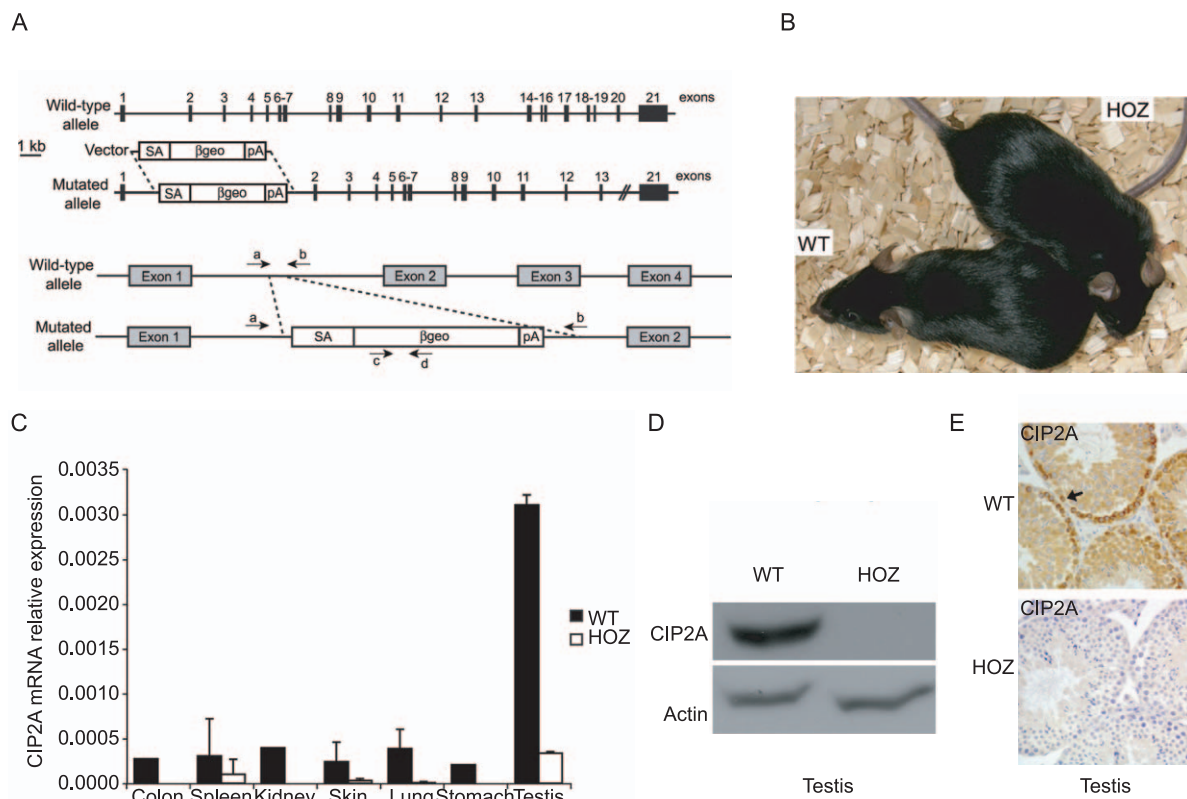 A
1 2 3 4 5 6-7 8 9 10 11 12 13 14-16 17 18-19 20 21 exons
Wild-type allele
1 kb
Vector SA βgeo pA
1 2 3 4 5 6-7 8 9 10 11 12 13 21 exons
Mutated allele SA βgeo pA
a b
Wild-type allele Exon 1 Exon 2 Exon 3 Exon 4
a b
Mutated allele Exon 1 SA βgeo pA Exon 2
c d
B
HOZ
WT
C
CIP2A mRNA relative expression
0.0035
0.0030
0.0025
0.0020
0.0015
0.0010
0.0005
0.0000
WT
HOZ
Colon Spleen Kidney Skin Lung Stomach Testis
D
WT HOZ
CIP2A
Actin
Testis
E
CIP2A
WT
CIP2A
HOZ
Testis